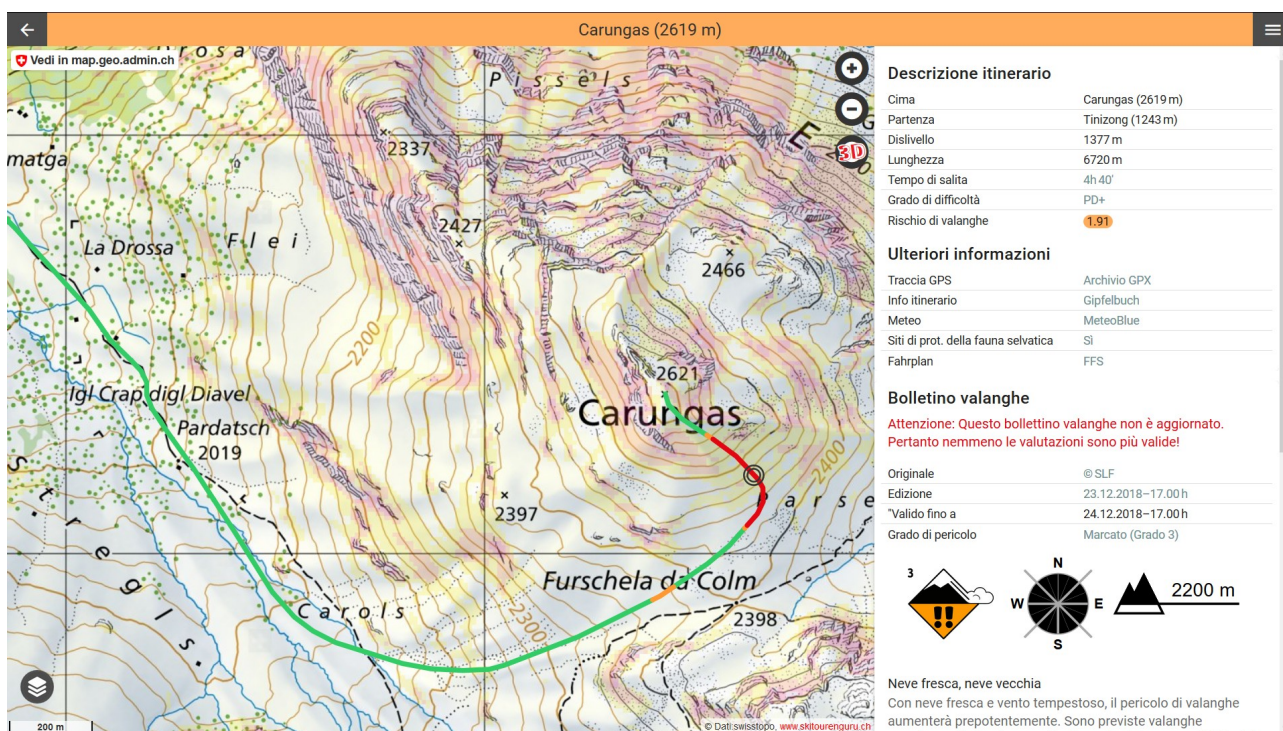 Carungas (2619 m)
Vedi in map.geo.admin.ch
Drosa
Pissels
matga
2337
2427
2466
La Drossa
Flei
2200
2621
Carungas
Igl Crap digl Diavel
Pardatsch
2019
2400
Parse
2397
Stregls.
Furschela da Colm
Carols
2300
2398
3D
200 m
© Dati:swisstopo, www.skitourenguru.ch
Descrizione itinerario
Cima Carungas (2619 m)
Partenza Tinizong (1243 m)
Dislivello 1377 m
Lunghezza 6720 m
Tempo di salita 4h 40'
Grado di difficoltà PD+
Rischio di valanghe 1.91
Ulteriori informazioni
Traccia GPS Archivio GPX
Info itinerario Gipfelbuch
Meteo MeteoBlue
Siti di prot. della fauna selvatica Sì
Fahrplan FFS
Bolletino valanghe
Attenzione: Questo bollettino valanghe non è aggiornato.
Pertanto nemmeno le valutazioni sono più valide!
Originale © SLF
Edizione 23.12.2018–17.00 h
"Valido fino a 24.12.2018–17.00 h
Grado di pericolo Marcato (Grado 3)
3
!!
N
W E
S
2200 m
Neve fresca, neve vecchia
Con neve fresca e vento tempestoso, il pericolo di valanghe
aumenterà prepotentemente. Sono previste valanghe